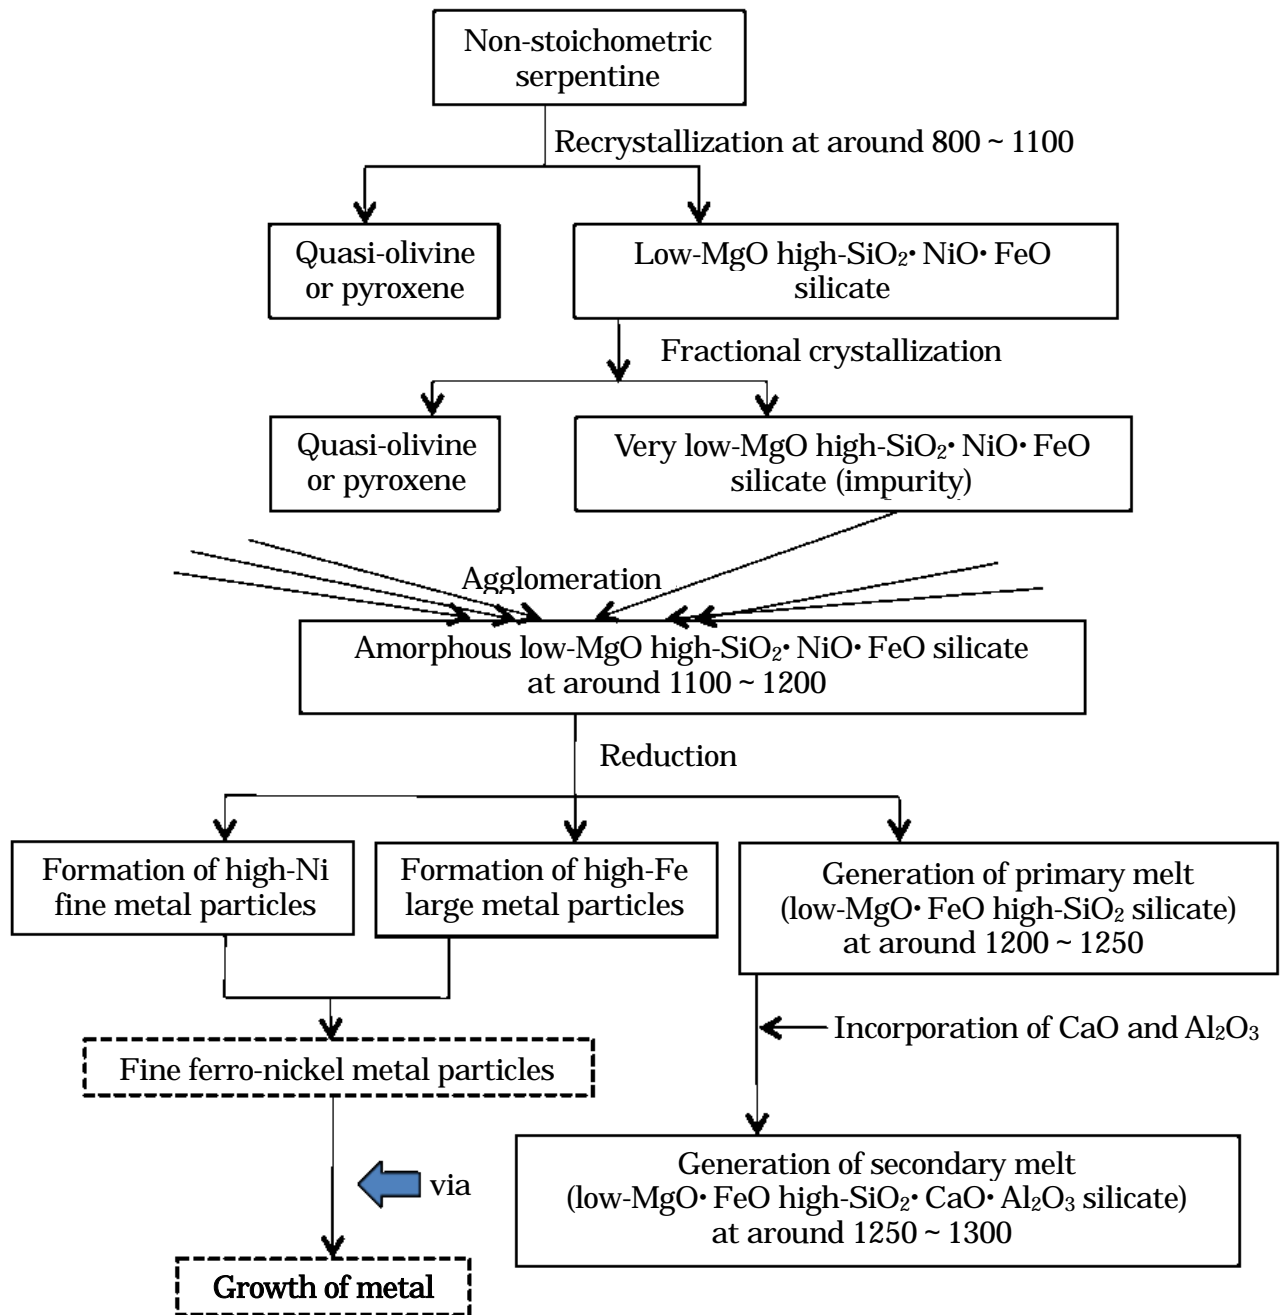 Non-stoichometric
serpentine
Recrystallization at around 800 ~ 1100
Quasi-olivine
or pyroxene
Low-MgO high-SiO₂· NiO· FeO
silicate
Fractional crystallization
Quasi-olivine
or pyroxene
Very low-MgO high-SiO₂· NiO· FeO
silicate (impurity)
Agglomeration
Amorphous low-MgO high-SiO₂· NiO· FeO silicate
at around 1100 ~ 1200
Reduction
Formation of high-Ni
fine metal particles
Formation of high-Fe
large metal particles
Generation of primary melt
(low-MgO· FeO high-SiO₂ silicate)
at around 1200 ~ 1250
Incorporation of CaO and Al₂O₃
Fine ferro-nickel metal particles
Generation of secondary melt
(low-MgO· FeO high-SiO₂· CaO· Al₂O₃ silicate)
at around 1250 ~ 1300
via
Growth of metal